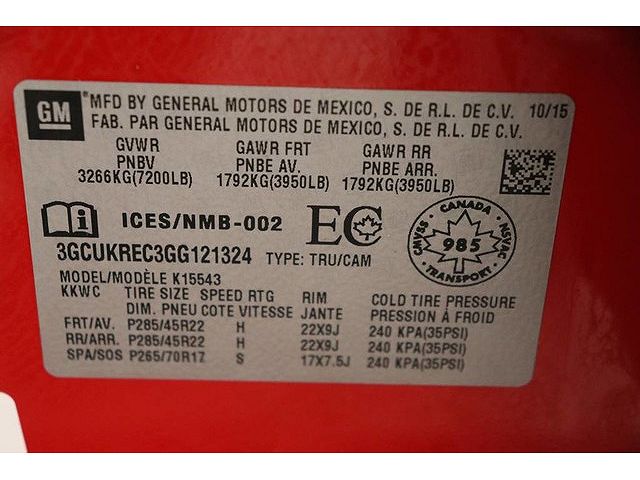 GM
*MFD BY GENERAL MOTORS DE MEXICO, S. DE R.L. DE C.V. 10/15
FAB. PAR GENERAL MOTORS DE MEXICO, S. DE R.L. DE C.V.
GVWR GAWR FRT GAWR RR
PNBV PNBE AV. PNBE ARR.
3266KG(7200LB) 1792KG(3950LB) 1792KG(3950LB)
ICES/NMB-002 EC
CANADA
CMVSS 985 NSVAC
TRANSPORT
3GCUKREC3GG121324 TYPE: TRU/CAM
MODEL/MODÈLE K15543
KKWC TIRE SIZE SPEED RTG RIM COLD TIRE PRESSURE
DIM. PNEU COTE VITESSE JANTE PRESSION À FROID
FRT/AV. P285/45R22 H 22X9J 240 KPA(35PSI)
RR/ARR. P285/45R22 H 22X9J 240 KPA(35PSI)
SPA/SOS P265/70R17 S 17X7.5J 240 KPA(35PSI)